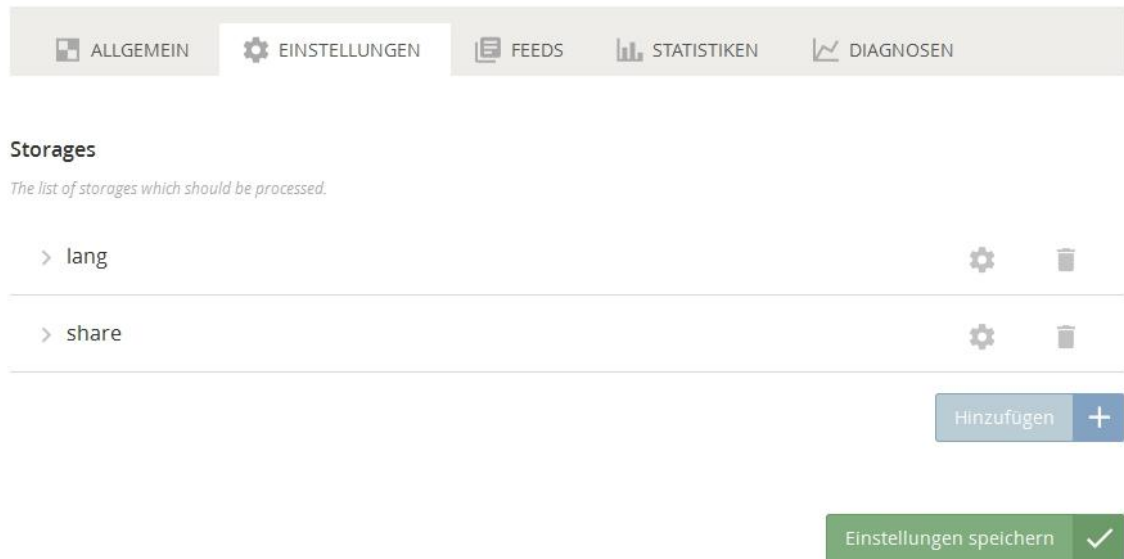 ALLGEMEIN EINSTELLUNGEN FEEDS STATISTIKEN DIAGNOSEN
Storages
The list of storages which should be processed.
lang
share
Hinzufügen
Einstellungen speichern